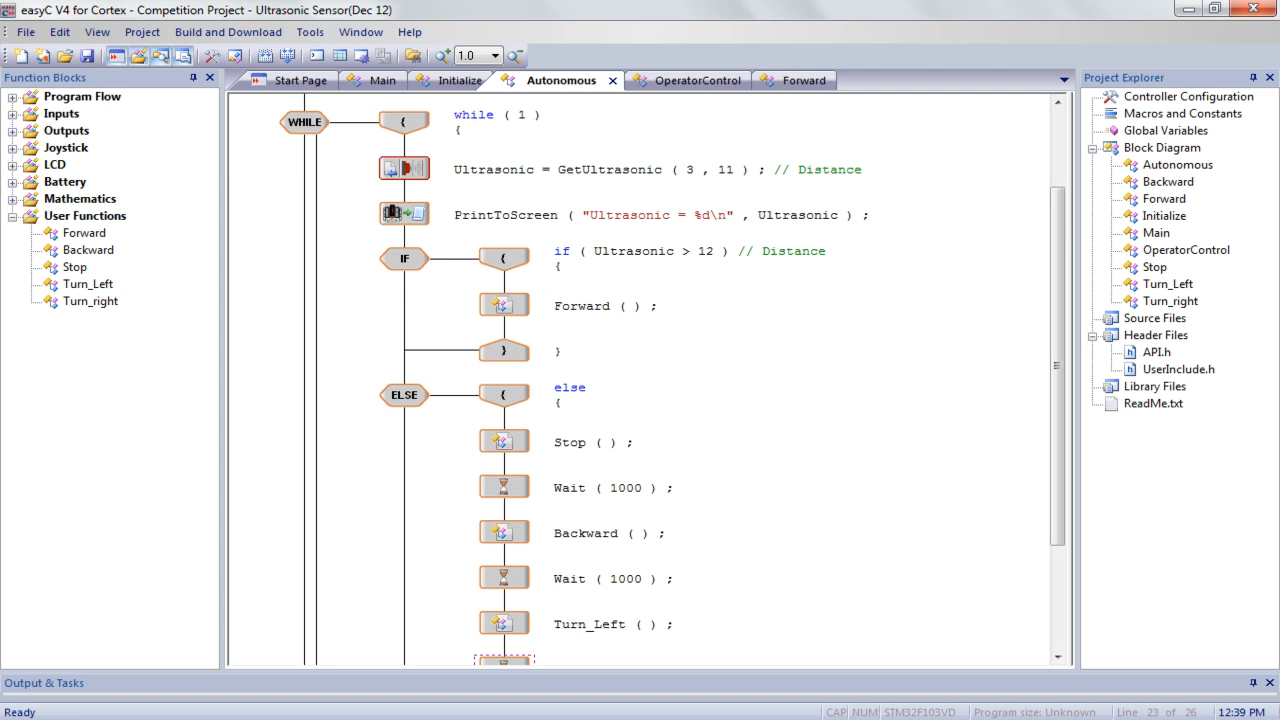 easyC V4 for Cortex - Competition Project - Ultrasonic Sensor(Dec 12)
File Edit View Project Build and Download Tools Window Help
1.0
Function Blocks
Program Flow
Inputs
Outputs
Joystick
LCD
Battery
Mathematics
User Functions
Forward
Backward
Stop
Turn_Left
Turn_right
Start Page Main Initialize Autonomous OperatorControl Forward
WHILE { while ( 1 )
{
Ultrasonic = GetUltrasonic ( 3 , 11 ) ; // Distance
PrintToScreen ( "Ultrasonic = %d\n" , Ultrasonic ) ;
IF { if ( Ultrasonic > 12 ) // Distance
{
Forward ( ) ;
} }
ELSE { else
{
Stop ( ) ;
Wait ( 1000 ) ;
Backward ( ) ;
Wait ( 1000 ) ;
Turn_Left ( ) ;
Project Explorer
Controller Configuration
Macros and Constants
Global Variables
Block Diagram
Autonomous
Backward
Forward
Initialize
Main
OperatorControl
Stop
Turn_Left
Turn_right
Source Files
Header Files
API.h
UserInclude.h
Library Files
ReadMe.txt
Output & Tasks
Ready CAP NUM STM32F103VD Program size: Unknown Line 23 of 26 12:39 PM